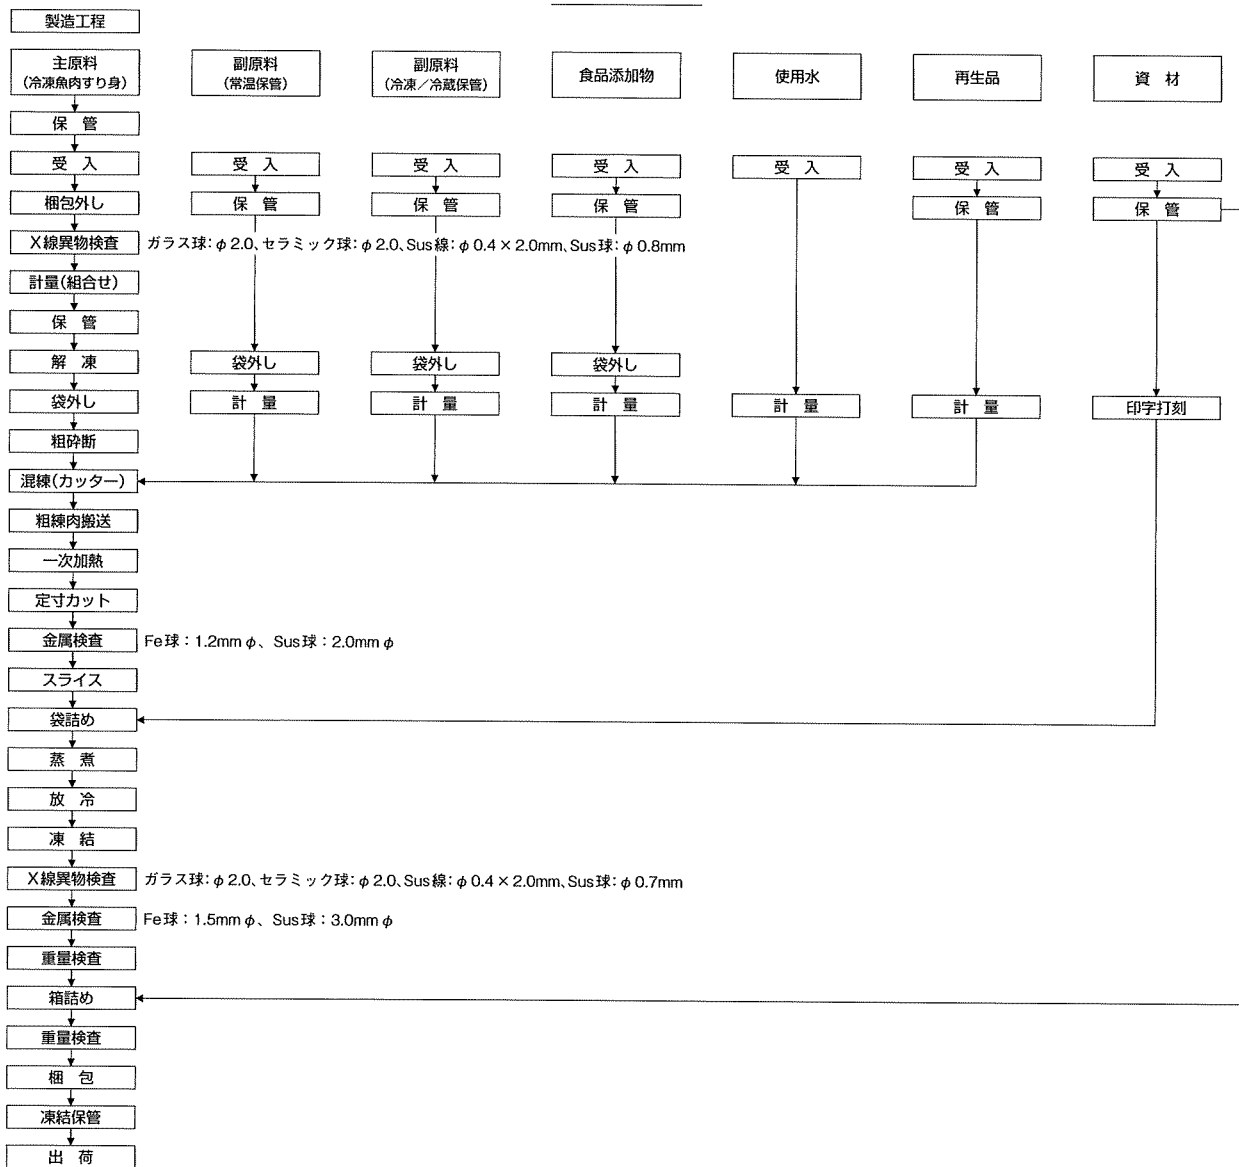 製造工程
主原料
(冷凍魚肉すり身)
副原料
(常温保管)
副原料
(冷凍／冷蔵保管)
食品添加物
使用水
再生品
資 材
保 管
受 入
受 入
受 入
受 入
受 入
受 入
受 入
梱包外し
保 管
保 管
保 管
保 管
保 管
X線異物検査
ガラス球:φ2.0、セラミック球:φ2.0、Sus線:φ0.4×2.0mm、Sus球:φ0.8mm
計量(組合せ)
保 管
解 凍
袋外し
袋外し
袋外し
袋外し
計 量
計 量
計 量
計 量
計 量
印字打刻
粗砕断
混練(カッター)
粗練肉搬送
一次加熱
定寸カット
金属検査
Fe球：1.2mmφ、Sus球：2.0mmφ
スライス
袋詰め
蒸 煮
放 冷
凍 結
X線異物検査
ガラス球:φ2.0、セラミック球:φ2.0、Sus線:φ0.4×2.0mm、Sus球:φ0.7mm
金属検査
Fe球：1.5mmφ、Sus球：3.0mmφ
重量検査
箱詰め
重量検査
梱 包
凍結保管
出 荷